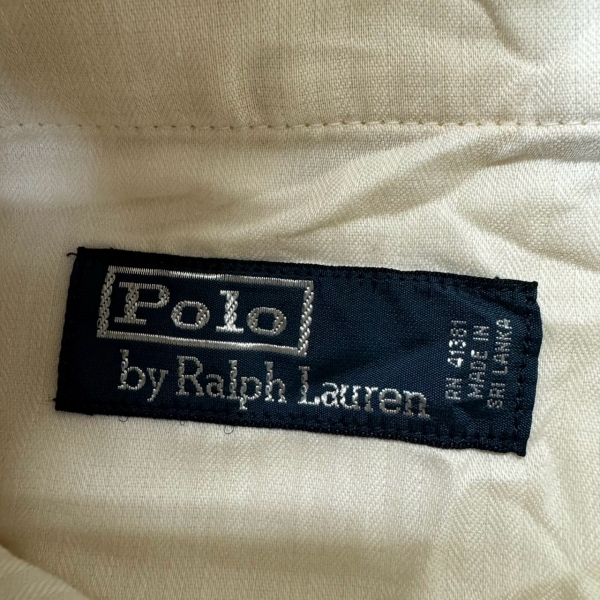 Polo
by Ralph Lauren
RN 41381
MADE IN
SRI LANKA